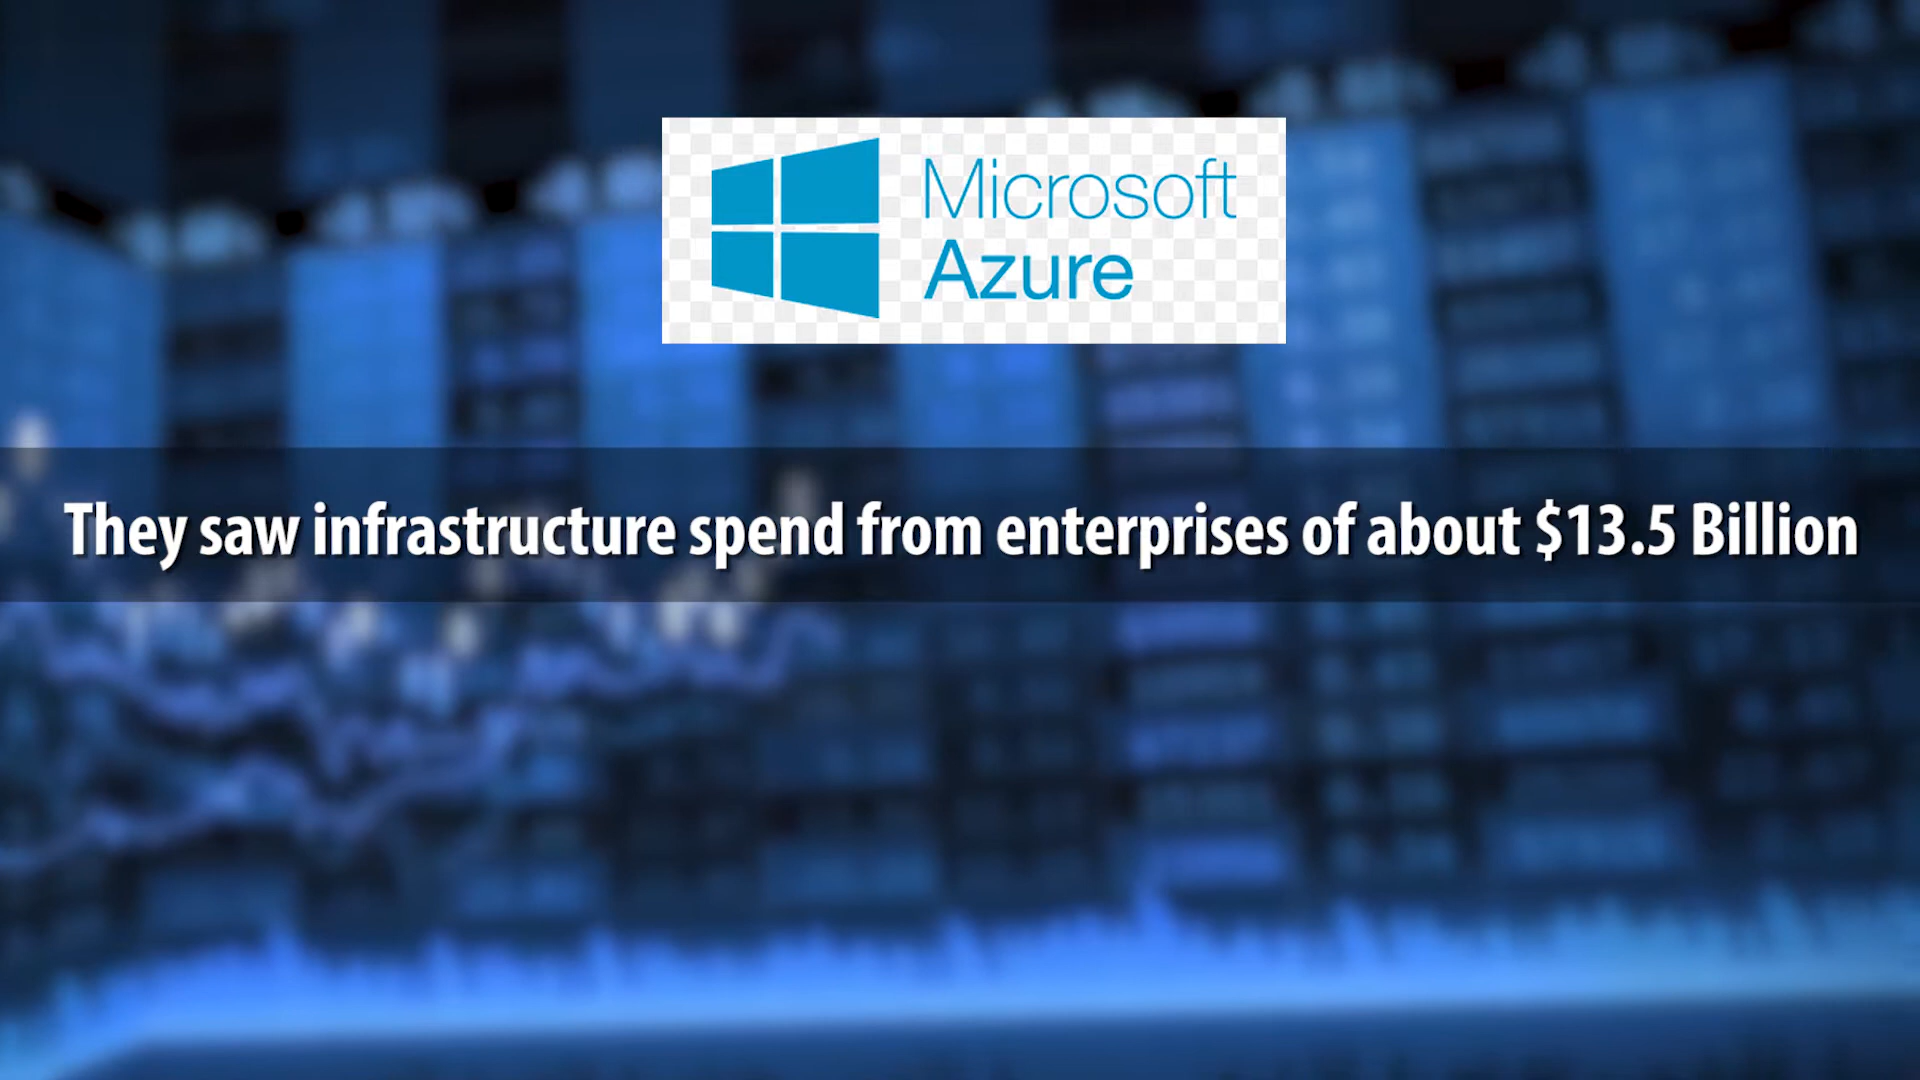 Microsoft
Azure
They saw infrastructure spend from enterprises of about $13.5 Billion